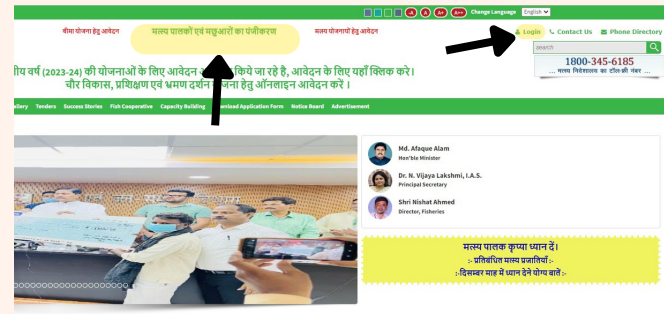 -A A A+ A++ Change Language English
बीमा योजना हेतु आवेदन मत्स्य पालकों एवं मछुआरों का पंजीकरण मत्स्य योजनायों हेतु आवेदन
Login Contact Us Phone Directory
search
1800-345-6185
... मत्स्य निदेशालय का टॉल-फ्री नंबर ...
ीय वर्ष (2023-24) की योजनाओं के लिए आवेदन किये जा रहे है, आवेदन के लिए यहाँ क्लिक करे।
चौर विकास, प्रशिक्षण एवं भ्रमण दर्शन हेतु ऑनलाइन आवेदन करें ।
allery Tenders Success Stories Fish Cooperative Capacity Building wnload Application Form Notice Board Advertisement
Md. Afaque Alam
Hon'ble Minister
Dr. N. Vijaya Lakshmi, I.A.S.
Principal Secretary
Shri Nishat Ahmed
Director, Fisheries
मत्स्य पालक कृप्या ध्यान दें।
:- प्रतिबंधित मत्स्य प्रजातियाँ :-
:-दिसम्बर माह में ध्यान देने योग्य बातें :-